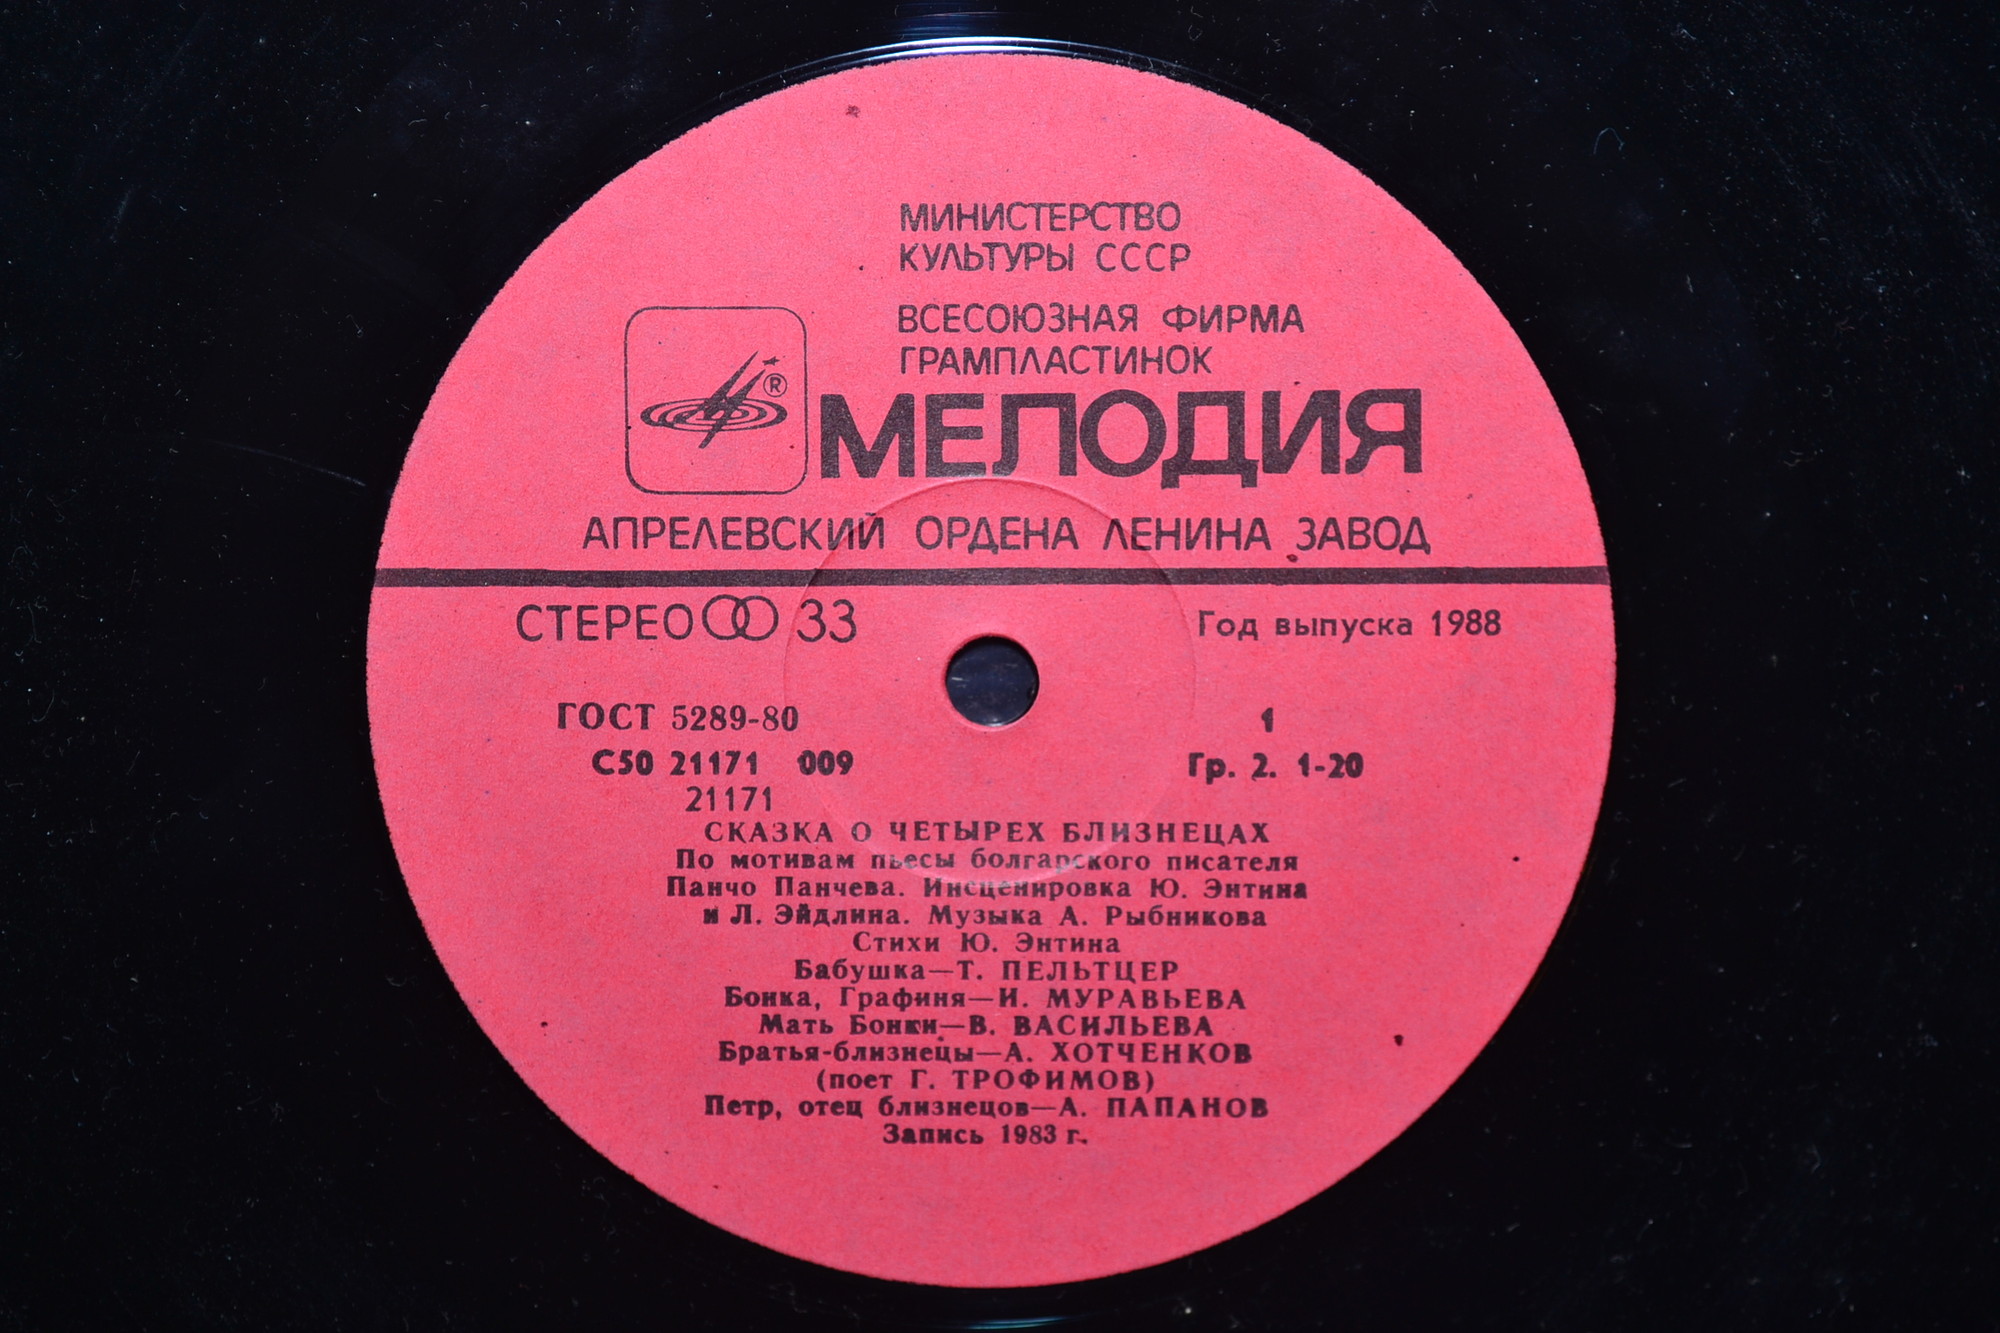 МИНИСТЕРСТВО
КУЛЬТУРЫ СССР
ВСЕСОЮЗНАЯ ФИРМА
ГРАМПЛАСТИНОК
®
МЕЛОДИЯ
АПРЕЛЕВСКИЙ ОРДЕНА ЛЕНИНА ЗАВОД
СТЕРЕО 33
Год выпуска 1988
ГОСТ 5289-80
1
С50 21171 009
Гр. 2. 1-20
21171
СКАЗКА О ЧЕТЫРЕХ БЛИЗНЕЦАХ
По мотивам пьесы болгарского писателя
Панчо Панчева. Инсценировка Ю. Энтина
и Л. Эйдлина. Музыка А. Рыбникова
Стихи Ю. Энтина
Бабушка—Т. ПЕЛЬТЦЕР
Бонка, Графиня—И. МУРАВЬЕВА
Мать Бонки—В. ВАСИЛЬЕВА
Братья-близнецы—А. ХОТЧЕНКОВ
(поет Г. ТРОФИМОВ)
Петр, отец близнецов—А. ПАПАНОВ
Запись 1983 г.